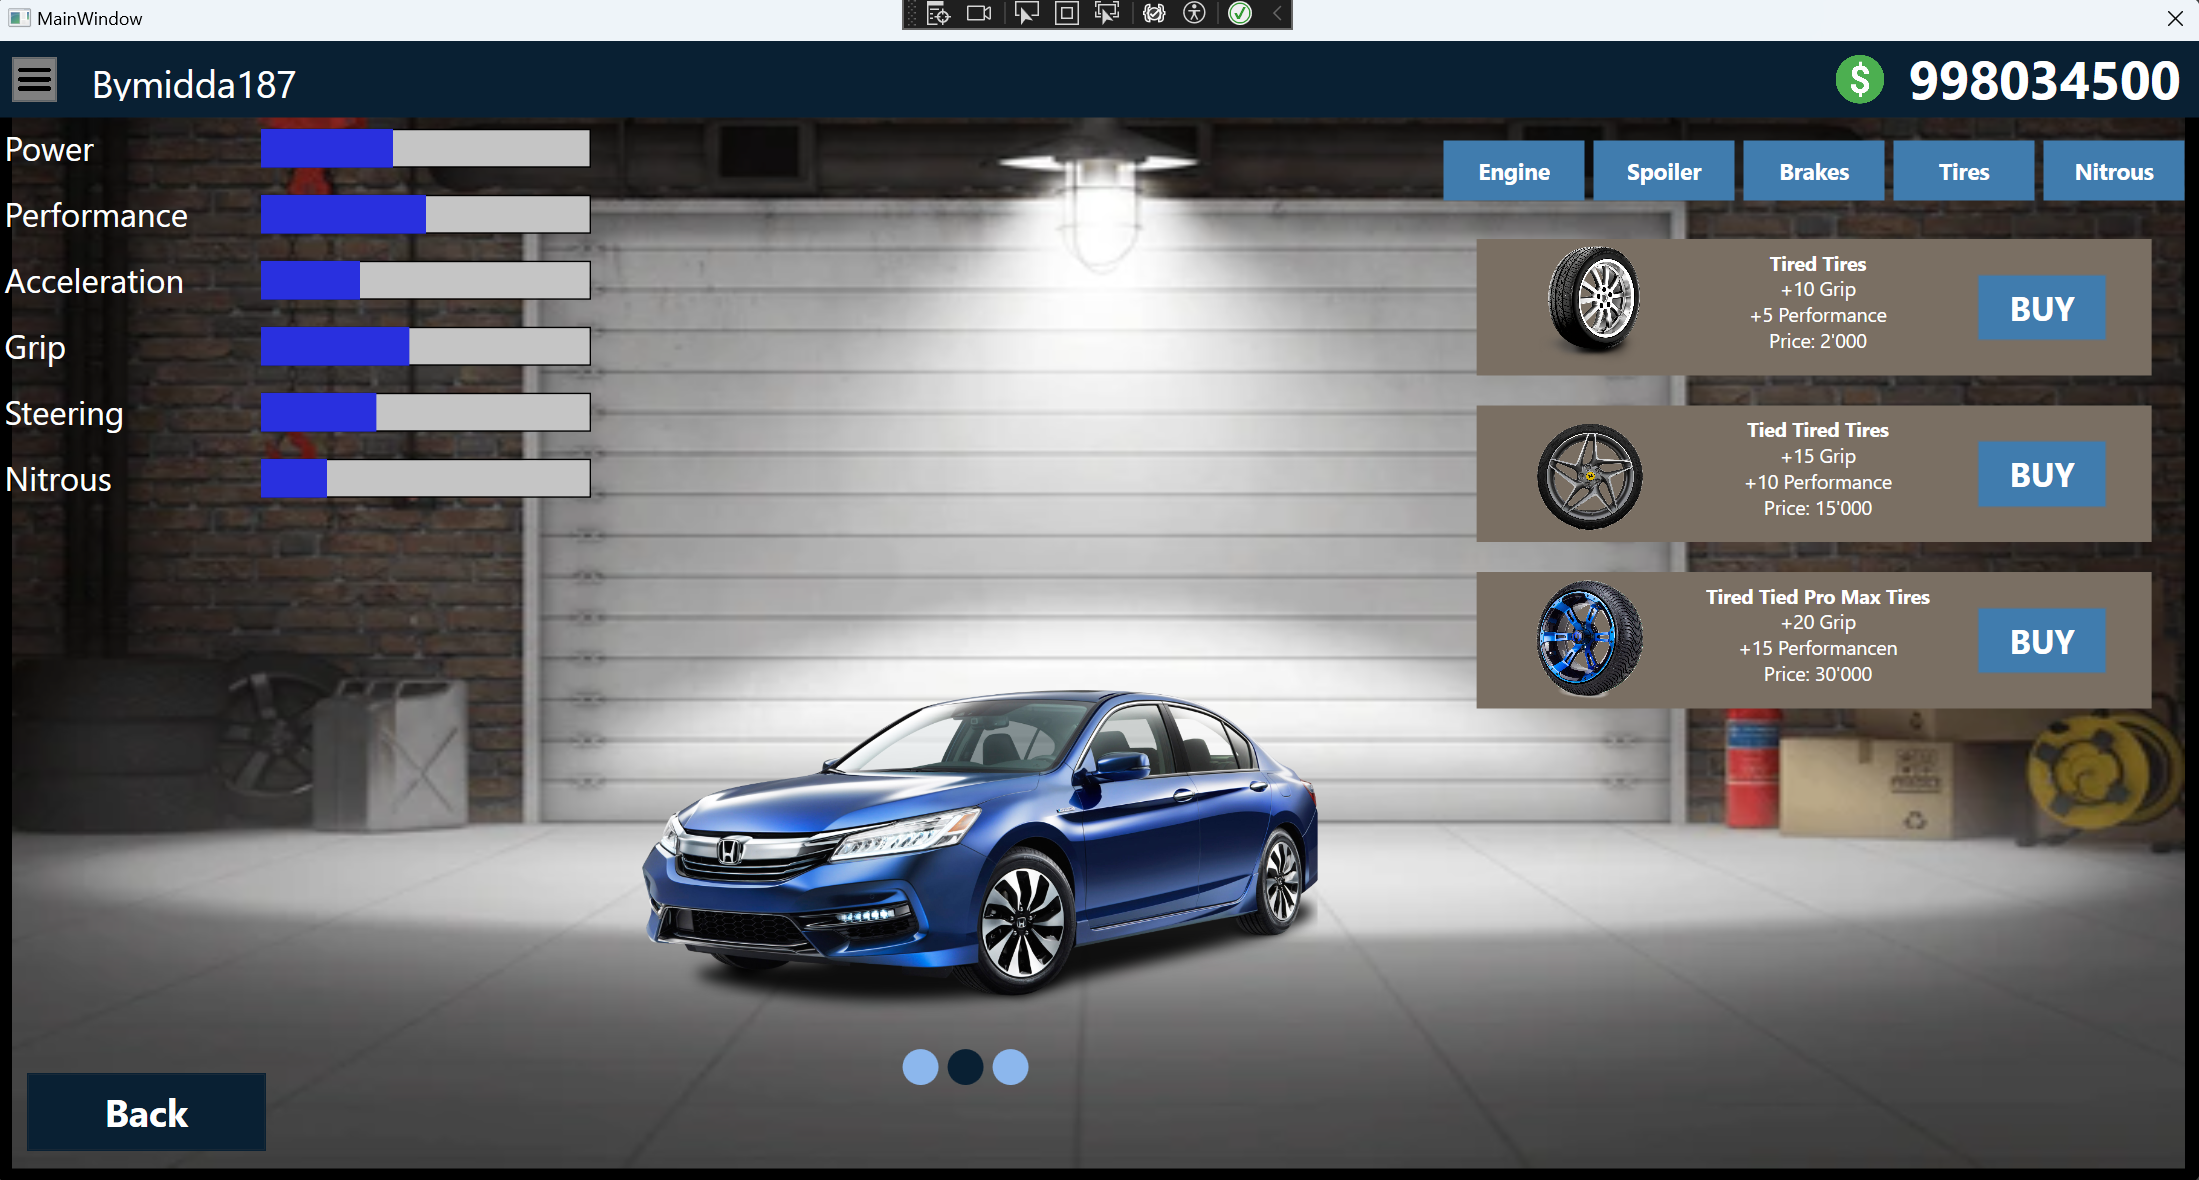 MainWindow
Bymidda187
$ 998034500
Power
Performance
Acceleration
Grip
Steering
Nitrous
Engine
Spoiler
Brakes
Tires
Nitrous
Tired Tires
+10 Grip
+5 Performance
Price: 2'000
BUY
Tied Tired Tires
+15 Grip
+10 Performance
Price: 15'000
BUY
Tired Tied Pro Max Tires
+20 Grip
+15 Performancen
Price: 30'000
BUY
Back